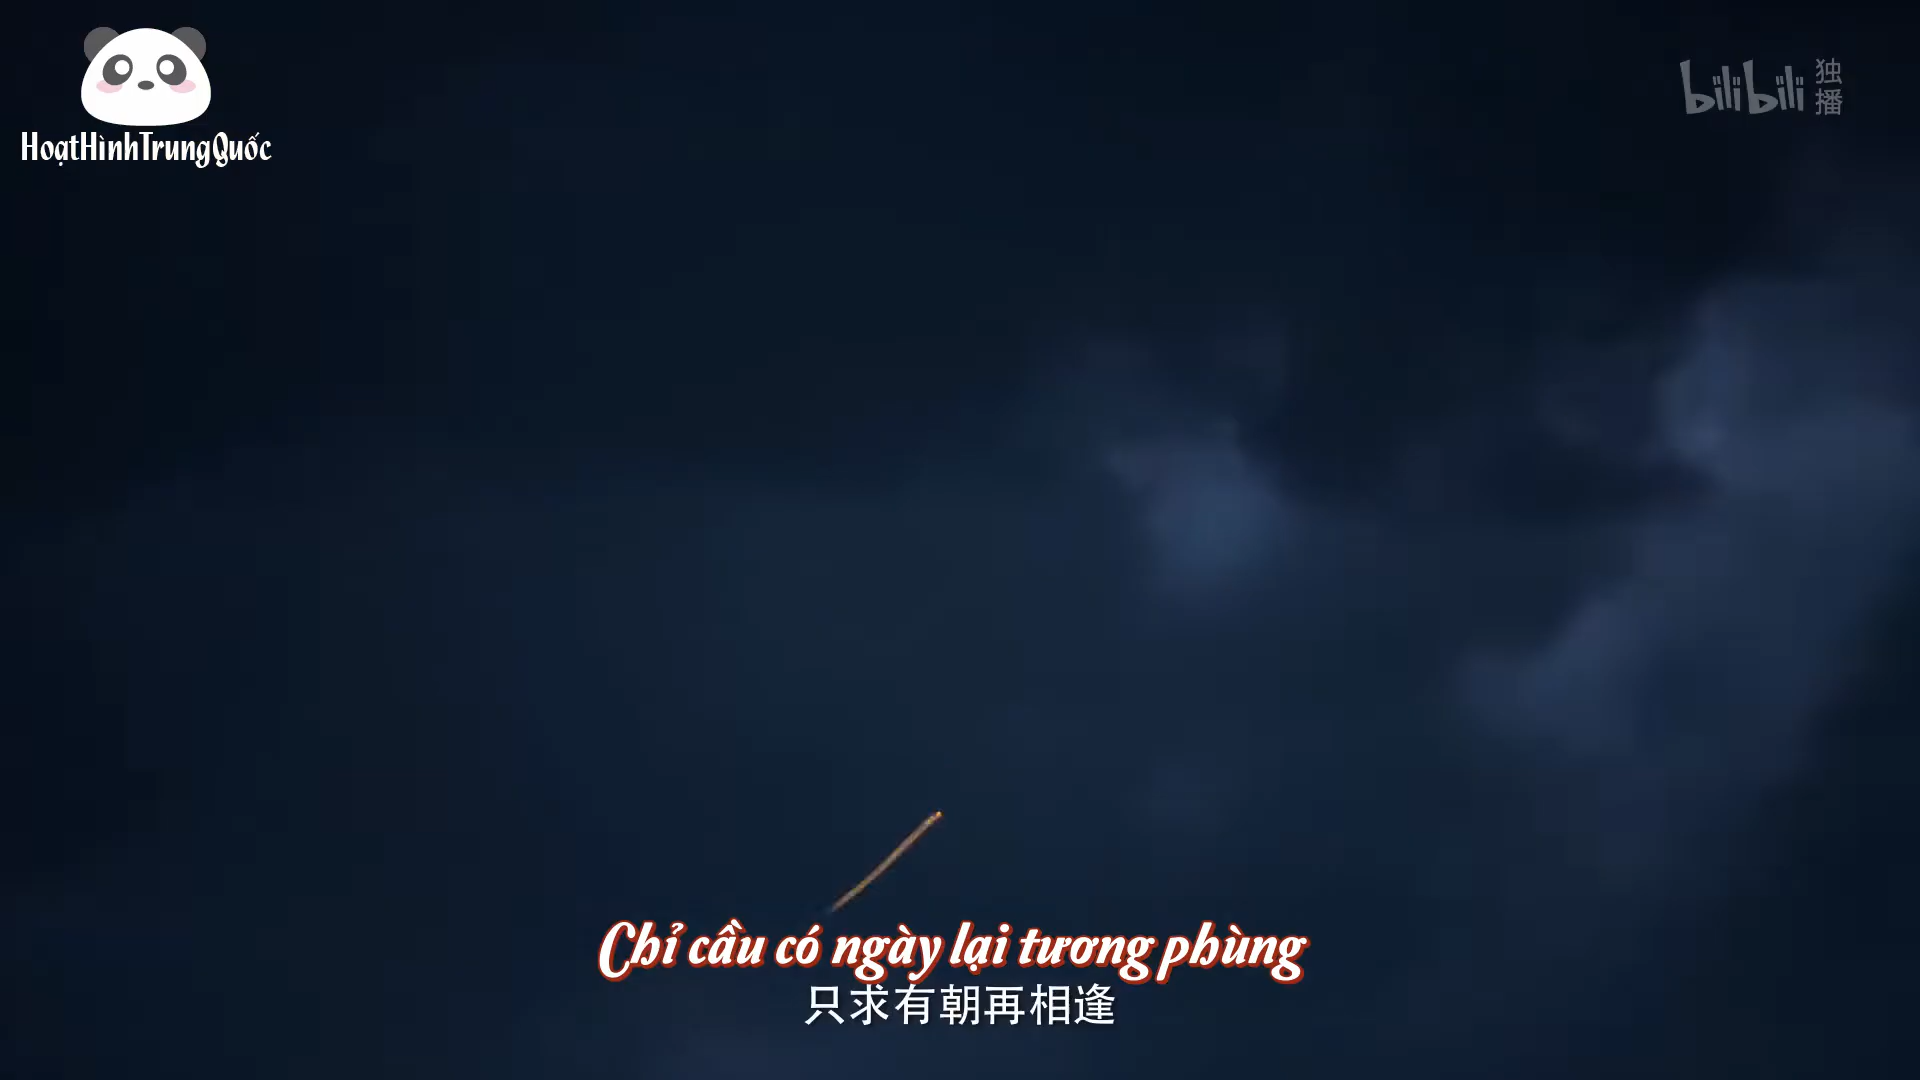 HoạtHìnhTrungQuốc
bilibili 独播
Chỉ cầu có ngày lại tương phùng
只求有朝再相逢